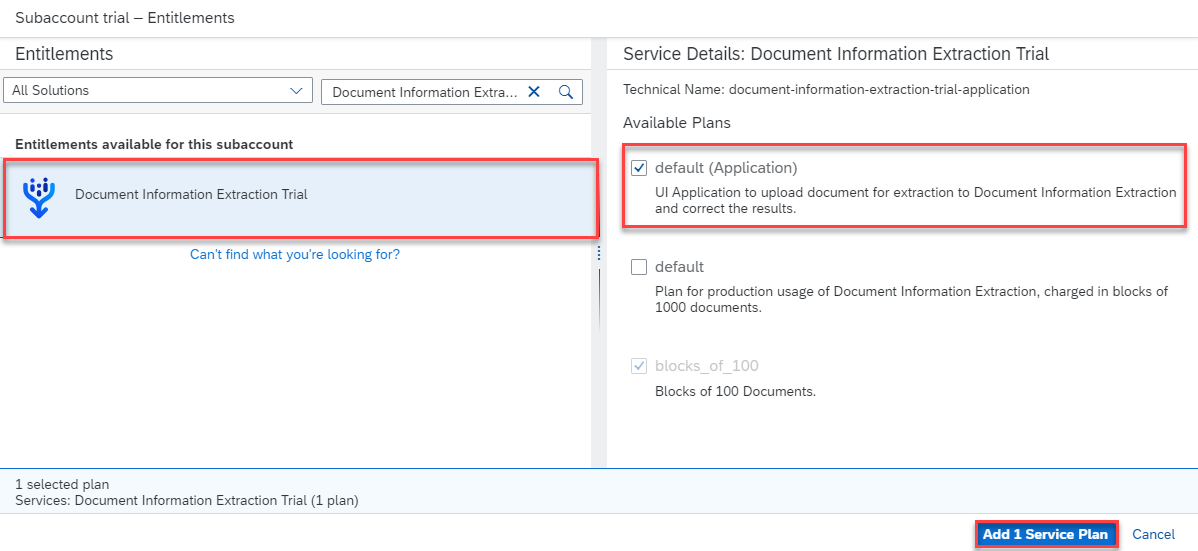 Subaccount trial – Entitlements
Entitlements
All Solutions
Document Information Extra...
Entitlements available for this subaccount
Document Information Extraction Trial
Can't find what you're looking for?
Service Details: Document Information Extraction Trial
Technical Name: document-information-extraction-trial-application
Available Plans
default (Application)
UI Application to upload document for extraction to Document Information Extraction
and correct the results.
default
Plan for production usage of Document Information Extraction, charged in blocks of
1000 documents.
blocks_of_100
Blocks of 100 Documents.
1 selected plan
Services: Document Information Extraction Trial (1 plan)
Add 1 Service Plan
Cancel